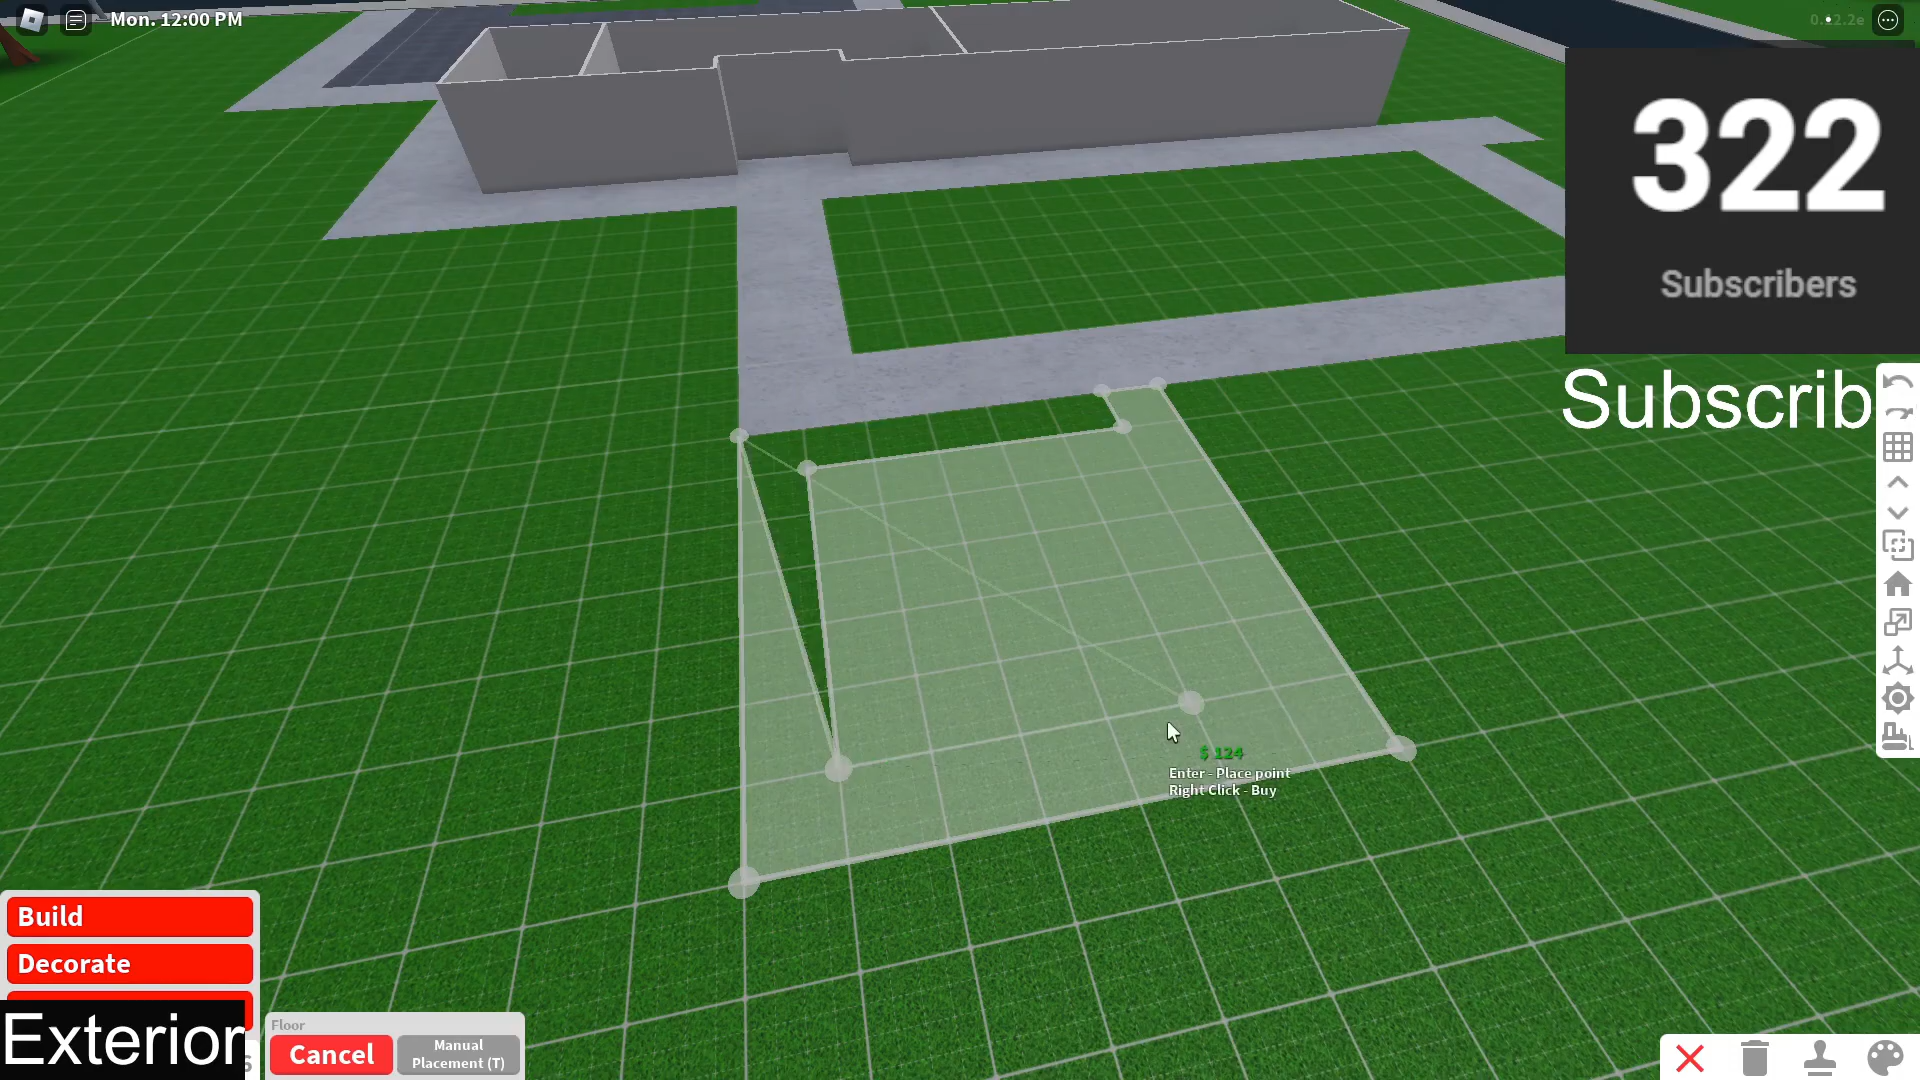 Mon. 12:00 PM
322
Subscribers
Subscrib
$ 124
Enter - Place point
Right Click - Buy
Build
Decorate
Exterior
Floor
Cancel
Manual
Placement (T)